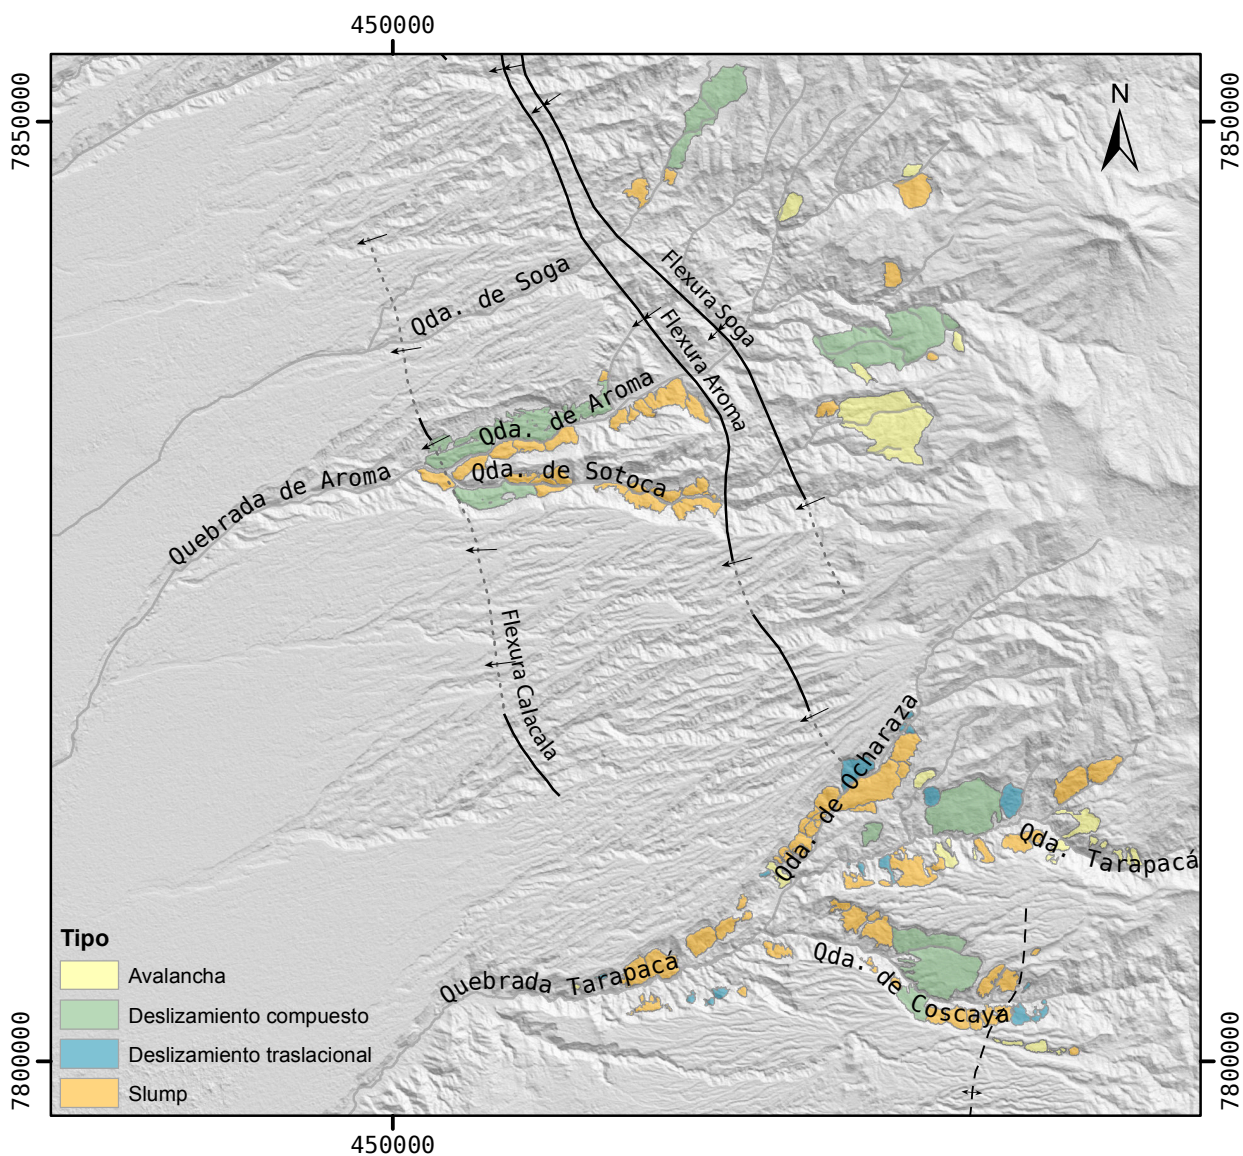 450000
7850000
7850000
N
Flexura Soga
Qda. de Soga
Flexura Aroma
Qda. de Aroma
Qda. de Sotoca
Quebrada de Aroma
Flexura Calacala
Qda. de Ocharaza
Qda. Tarapacá
Qda. de Coscaya
Quebrada Tarapacá
Tipo
Avalancha
Deslizamiento compuesto
Deslizamiento traslacional
Slump
7800000
7800000
450000